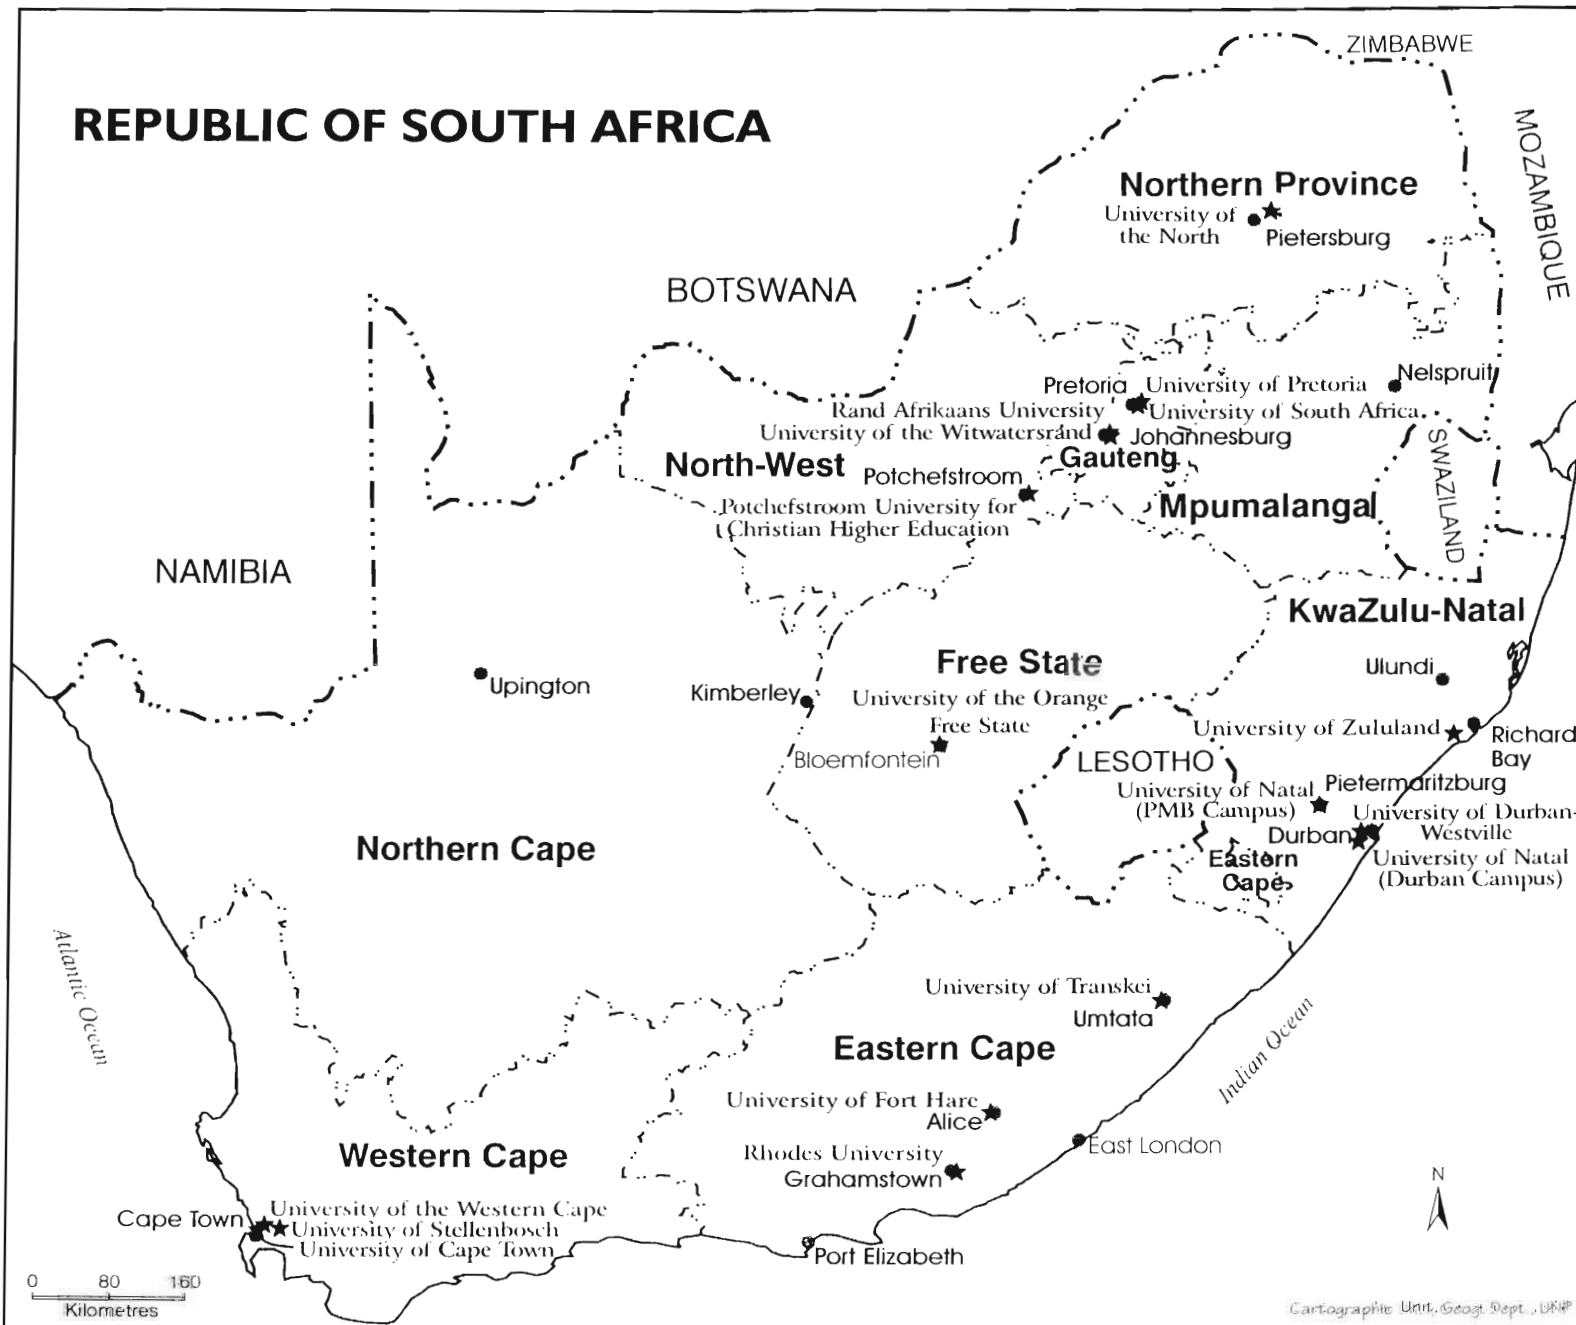 ZIMBABWE
REPUBLIC OF SOUTH AFRICA
MOZAMBIQUE
Northern Province
University of
the North
Pietersburg
BOTSWANA
Nelspruit
Pretoria
University of Pretoria
Rand Afrikaans University
University of South Africa
University of the Witwatersrand
Johannesburg
Gauteng
North-West
Potchefstroom
Potchefstroom University for
Christian Higher Education
Mpumalanga
SWAZILAND
NAMIBIA
KwaZulu-Natal
Free State
Ulundi
Upington
Kimberley
University of the Orange
Free State
University of Zululand
Richard
Bay
Bloemfontein
LESOTHO
Pietermaritzburg
University of Natal
(PMB Campus)
University of Durban-
Westville
Durban
University of Natal
(Durban Campus)
Eastern
Cape
Northern Cape
Atlantic Ocean
University of Transkei
Umtata
Indian Ocean
Eastern Cape
University of Fort Hare
Alice
East London
Western Cape
Rhodes University
Grahamstown
N
University of the Western Cape
Cape Town
University of Stellenbosch
University of Cape Town
Port Elizabeth
0 80 160
Kilometres
Cartographic Unit, Geog. Dept., UNP